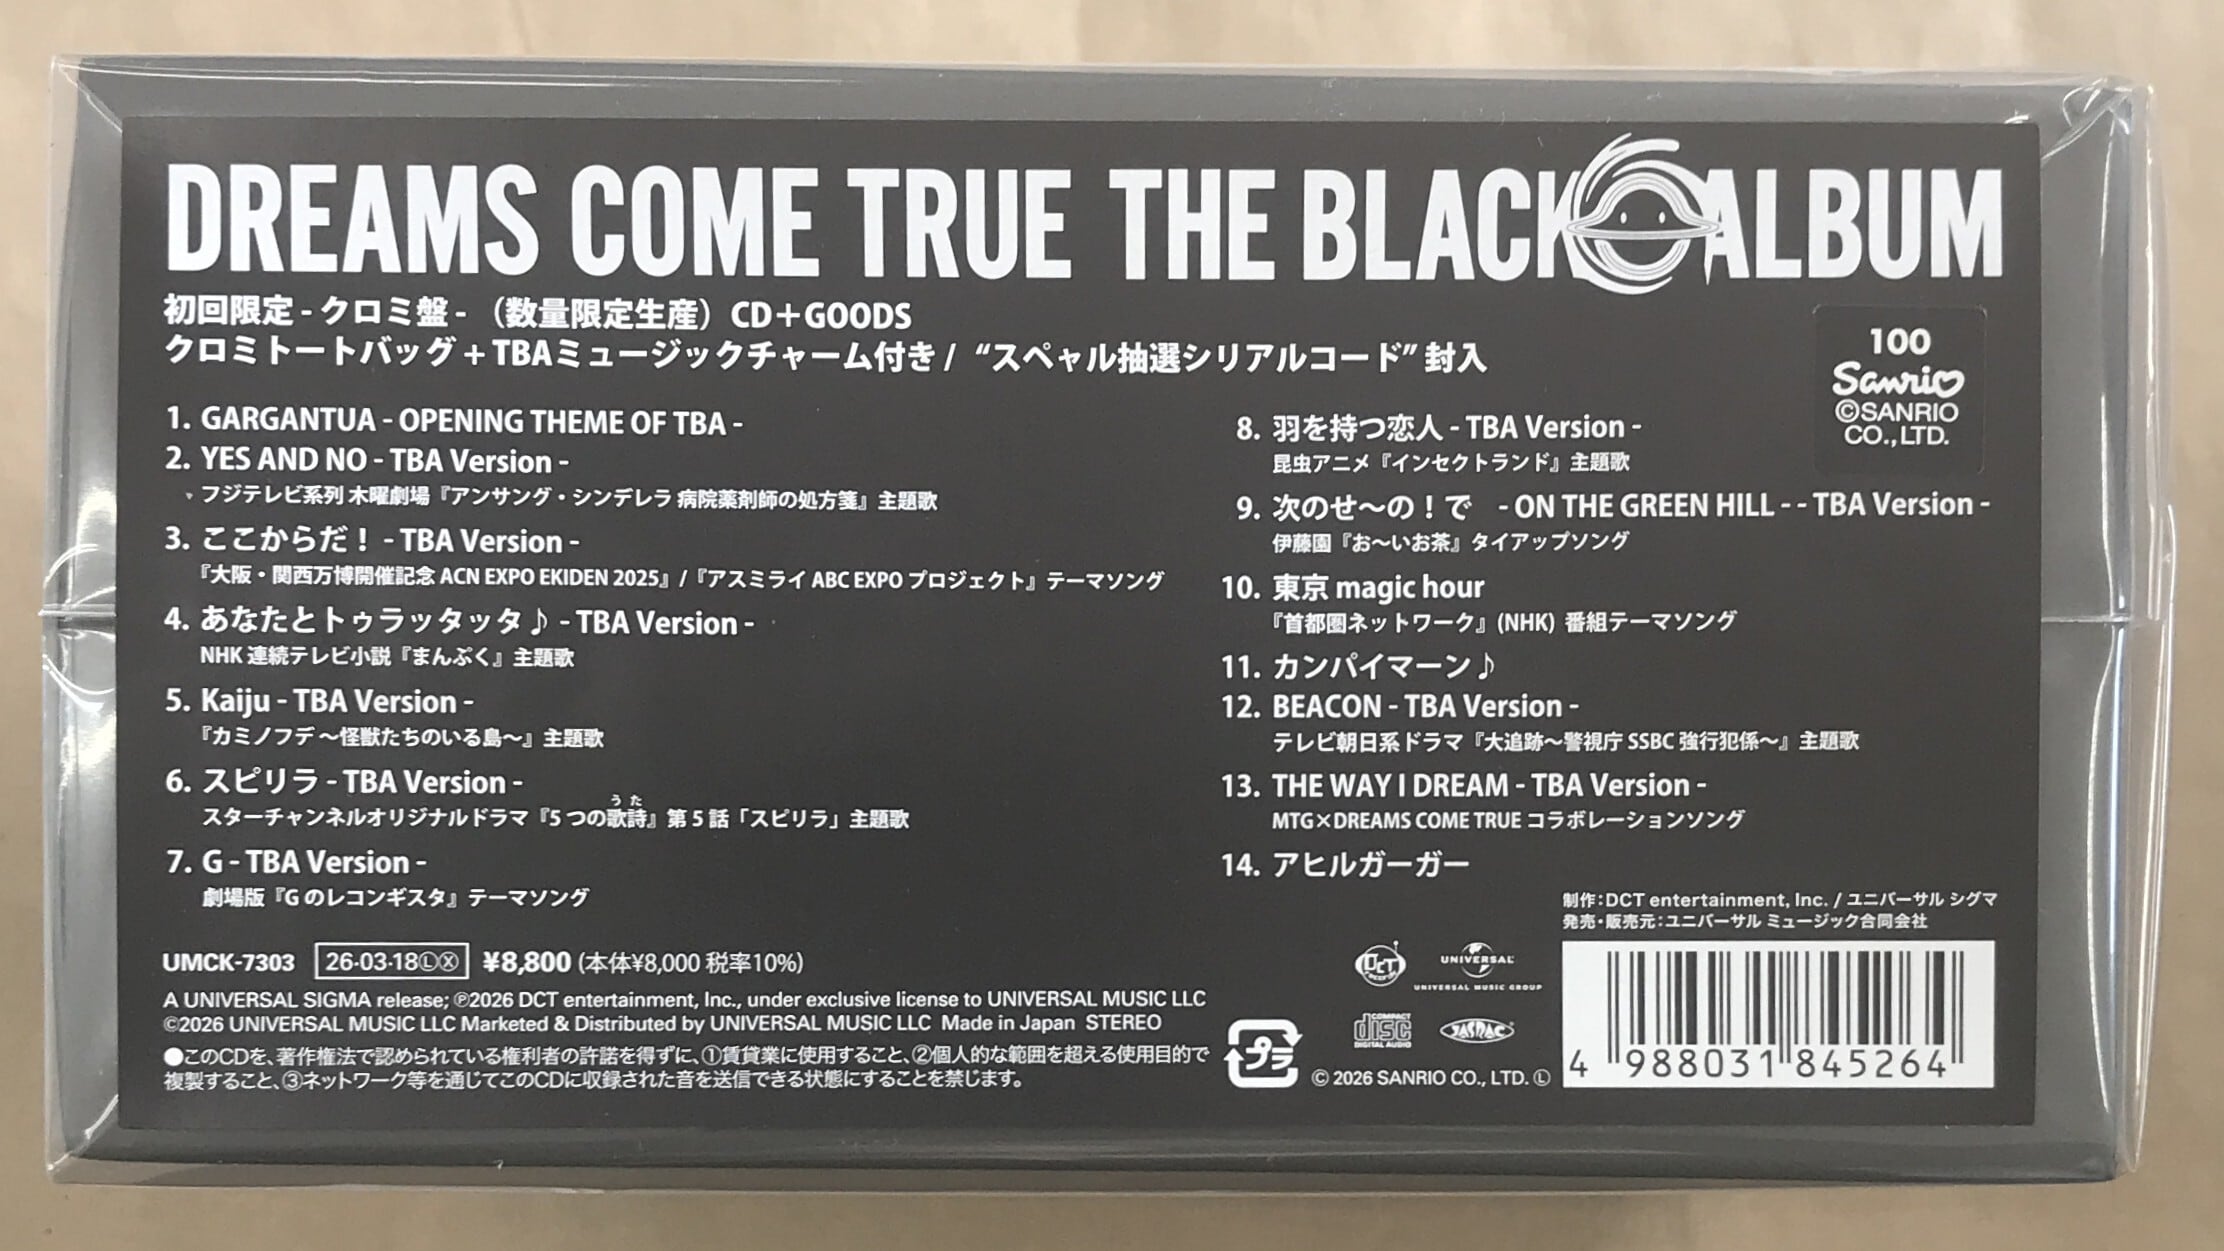 DREAMS COME TRUE THE BLACK ALBUM
初回限定 - クロミ盤 - （数量限定生産）CD＋GOODS
クロミトートバッグ + TBAミュージックチャーム付き / “スペャル抽選シリアルコード” 封入
100
Sanrio
©SANRIO
CO.,LTD.
1. GARGANTUA - OPENING THEME OF TBA -
2. YES AND NO - TBA Version -
フジテレビ系列 木曜劇場『アンサング・シンデレラ 病院薬剤師の処方箋』主題歌
3. ここからだ！ - TBA Version -
『大阪・関西万博開催記念 ACN EXPO EKIDEN 2025』/『アスミライ ABC EXPO プロジェクト』テーマソング
4. あなたとトゥラッタッタ♪ - TBA Version -
NHK 連続テレビ小説『まんぷく』主題歌
5. Kaiju - TBA Version -
『カミノフデ ～怪獣たちのいる島～』主題歌
6. スピリラ - TBA Version -
うた
スターチャンネルオリジナルドラマ『5 つの歌詩』第 5 話「スピリラ」主題歌
7. G - TBA Version -
劇場版『G のレコンギスタ』テーマソング
8. 羽を持つ恋人 - TBA Version -
昆虫アニメ『インセクトランド』主題歌
9. 次のせ～の！で - ON THE GREEN HILL - - TBA Version -
伊藤園『お～いお茶』タイアップソング
10. 東京 magic hour
『首都圏ネットワーク』(NHK) 番組テーマソング
11. カンパイマーン♪
12. BEACON - TBA Version -
テレビ朝日系ドラマ『大追跡～警視庁 SSBC 強行犯係～』主題歌
13. THE WAY I DREAM - TBA Version -
MTG×DREAMS COME TRUE コラボレーションソング
14. アヒルガーガー
制作：DCT entertainment, Inc. / ユニバーサル シグマ
発売・販売元：ユニバーサル ミュージック合同会社
UMCK-7303 26·03·18ⓁⓍ ¥8,800 (本体¥8,000 税率10%)
A UNIVERSAL SIGMA release; ℗2026 DCT entertainment, Inc., under exclusive license to UNIVERSAL MUSIC LLC
©2026 UNIVERSAL MUSIC LLC Marketed & Distributed by UNIVERSAL MUSIC LLC Made in Japan STEREO
●このCDを、著作権法で認められている権利者の許諾を得ずに、①賃貸業に使用すること、②個人的な範囲を超える使用目的で
複製すること、③ネットワーク等を通じてこのCDに収録された音を送信できる状態にすることを禁じます。
プラ
DCT
UNIVERSAL
UNIVERSAL MUSIC GROUP
COMPACT
disc
DIGITAL AUDIO
JASRAC
© 2026 SANRIO CO., LTD. Ⓛ
4 988031 845264